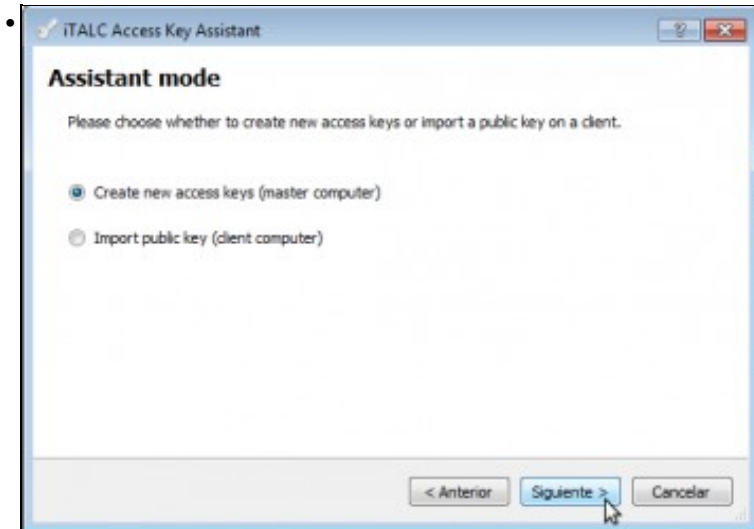 iTALC Access Key Assistant
Assistant mode
Please choose whether to create new access keys or import a public key on a client.
Create new access keys (master computer)
Import public key (client computer)
< Anterior Siguiente > Cancelar